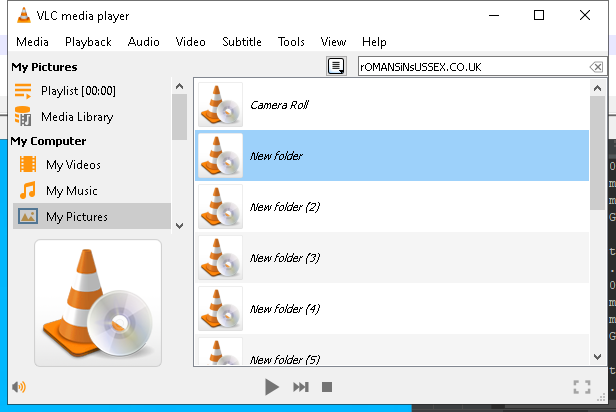 VLC media player
Media Playback Audio Video Subtitle Tools View Help
My Pictures
rOMANSiNsUSSEX.CO.UK
Playlist [00:00]
Media Library
My Computer
My Videos
My Music
My Pictures
Camera Roll
New folder
New folder (2)
New folder (3)
New folder (4)
New folder (5)